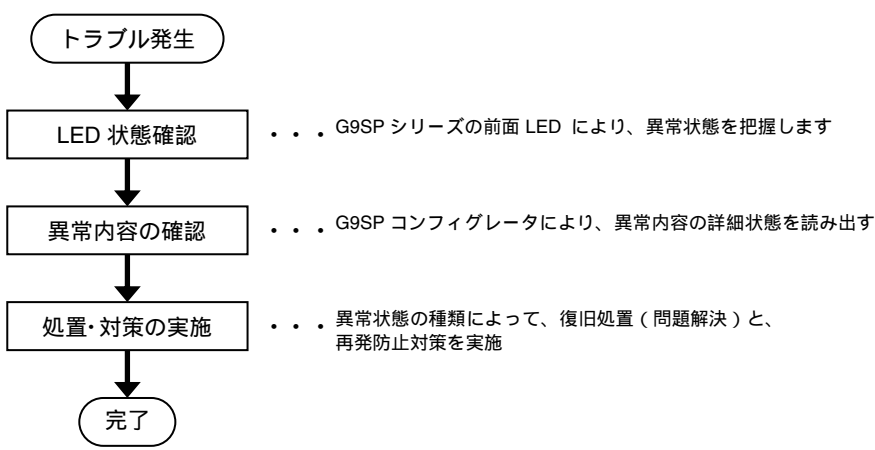 トラブル発生
LED 状態確認
・・・ G9SP シリーズの前面 LED により、異常状態を把握します
異常内容の確認
・・・ G9SP コンフィグレータにより、異常内容の詳細状態を読み出す
処置・対策の実施
・・・ 異常状態の種類によって、復旧処置（問題解決）と、
再発防止対策を実施
完了